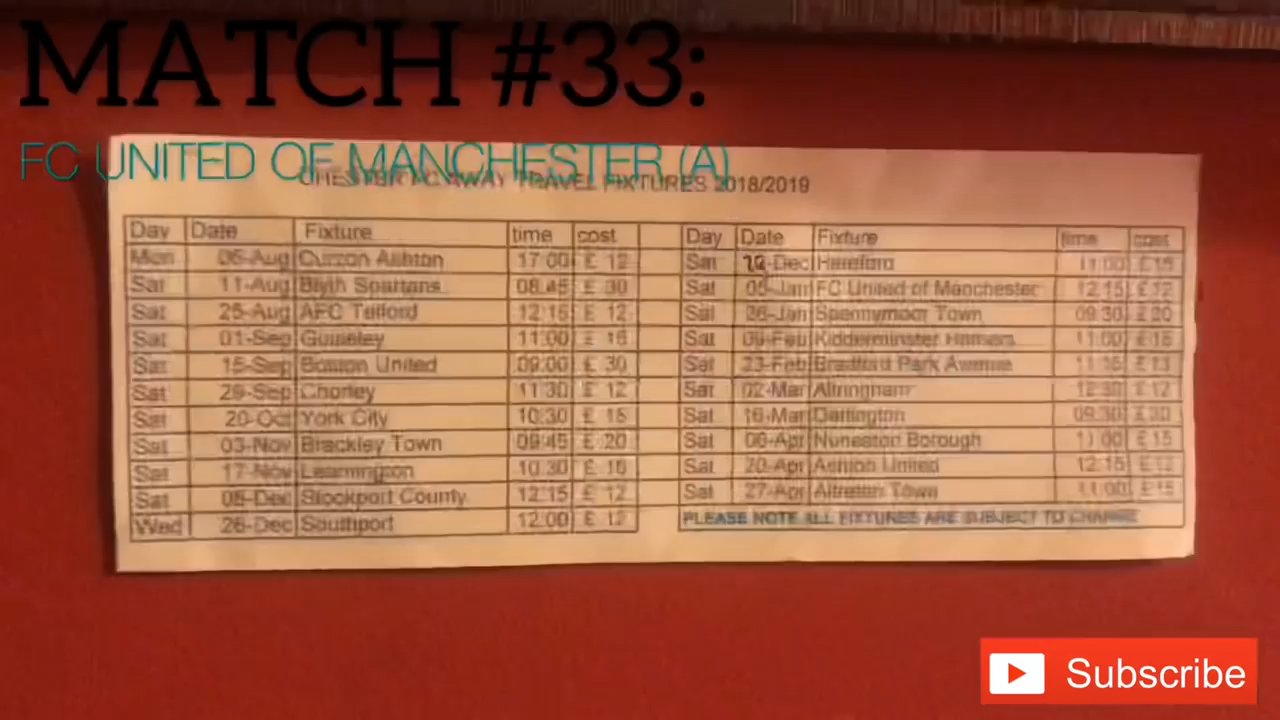 MATCH #33:
FC UNITED OF MANCHESTER (A)
CHESTER FC AWAY TRAVEL FIXTURES 2018/2019
Day Date Fixture time cost Day Date Fixture time cost
Mon 06-Aug Curzon Ashton 17:00 £ 12 Sat -Dec Hereford 11:00 £15
Sat 11-Aug Blyth Spartans 08:45 £ 30 Sat 05-Jan FC United of Manchester 12:15 £12
Sat 25-Aug AFC Telford 12:15 £ 12 Sat 26-Jan Spennymoor Town 09:30 £20
Sat 01-Sep Guiseley 11:00 £ Sat 09-Feb Kidderminster Harriers 11:00 £15
Sat 15-Sep Boston United 09:00 £ 30 Sat 23-Feb Bradford Park Avenue £
Sat 29-Sep Chorley 11:30 £ 12 Sat 02-Mar Altrincham 12:30 £12
Sat 20-Oct York City 10:30 £ 15 Sat 16-Mar Darlington 09:30 £20
Sat 03-Nov Brackley Town 09:45 £ 20 Sat 06-Apr Nuneaton Borough 11:00 £15
Sat 17-Nov Leamington 10:30 £ Sat 20-Apr Ashton United 12:15 £12
Sat 08-Dec Stockport County 12:15 £ 12 Sat 27-Apr Alfreton Town 11:00 £15
Wed 26-Dec Southport 12:00 £ 12 PLEASE NOTE ALL FIXTURES ARE SUBJECT TO CHANGE
Subscribe